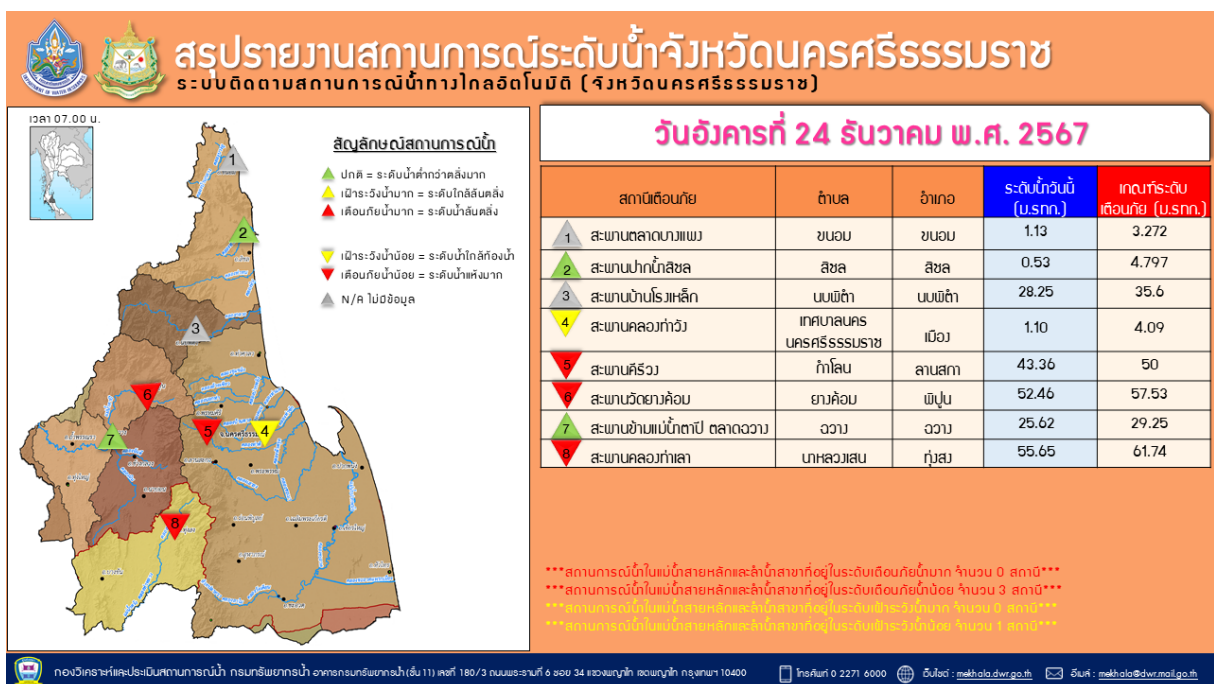 สรุปรายงานสถานการณ์ระดับน้ำจังหวัดนครศรีธรรมราช
ระบบติดตามสถานการณ์น้ำทางไกลอัตโนมัติ (จังหวัดนครศรีธรรมราช)
เวลา 07.00 น.
สัญลักษณ์สถานการณ์น้ำ
ปกติ = ระดับน้ำต่ำกว่าตลิ่งมาก
เฝ้าระวังน้ำมาก = ระดับใกล้ล้นตลิ่ง
เตือนภัยน้ำมาก = ระดับน้ำล้นตลิ่ง
เฝ้าระวังน้ำน้อย = ระดับน้ำใกล้ท้องน้ำ
เตือนภัยน้ำน้อย = ระดับน้ำแห้งมาก
N/A ไม่มีข้อมูล
1
2
3
6
7
5
4
8
วันอังคารที่ 24 ธันวาคม พ.ศ. 2567
สถานีเตือนภัย ตำบล อำเภอ ระดับน้ำวันนี้ (ม.รทก.) เกณฑ์ระดับเตือนภัย (ม.รทก.)
1 สะพานตลาดบางแพง ขนอม ขนอม 1.13 3.272
2 สะพานปากน้ำสิชล สิชล สิชล 0.53 4.797
3 สะพานบ้านโรงเหล็ก นบพิตำ นบพิตำ 28.25 35.6
4 สะพานคลองท่าวัง เทศบาลนครนครศรีธรรมราช เมือง 1.10 4.09
5 สะพานคีรีวง กำโลน ลานสกา 43.36 50
6 สะพานวัดยางค้อม ยางค้อม พิปูน 52.46 57.53
7 สะพานข้ามแม่น้ำตาปี ตลาดฉวาง ฉวาง ฉวาง 25.62 29.25
8 สะพานคลองท่าเลา นาหลวงเสน ทุ่งสง 55.65 61.74
***สถานการณ์น้ำในแม่น้ำสายหลักและลำน้ำสาขาที่อยู่ในระดับเตือนภัยน้ำมาก จำนวน 0 สถานี***
***สถานการณ์น้ำในแม่น้ำสายหลักและลำน้ำสาขาที่อยู่ในระดับเตือนภัยน้ำน้อย จำนวน 3 สถานี***
***สถานการณ์น้ำในแม่น้ำสายหลักและลำน้ำสาขาที่อยู่ในระดับเฝ้าระวังน้ำมาก จำนวน 0 สถานี***
***สถานการณ์น้ำในแม่น้ำสายหลักและลำน้ำสาขาที่อยู่ในระดับเฝ้าระวังน้ำน้อย จำนวน 1 สถานี***
กองวิเคราะห์และประเมินสถานการณ์น้ำ กรมทรัพยากรน้ำ อาคารกรมทรัพยากรน้ำ(ชั้น 11) เลขที่ 180/3 ถนนพระรามที่ 6 ซอย 34 แขวงพญาไท เขตพญาไท กรุงเทพฯ 10400 โทรศัพท์ 0 2271 6000 เว็บไซต์ : mekhala.dwr.go.th อีเมล์ : mekhala@dwr.mail.go.th